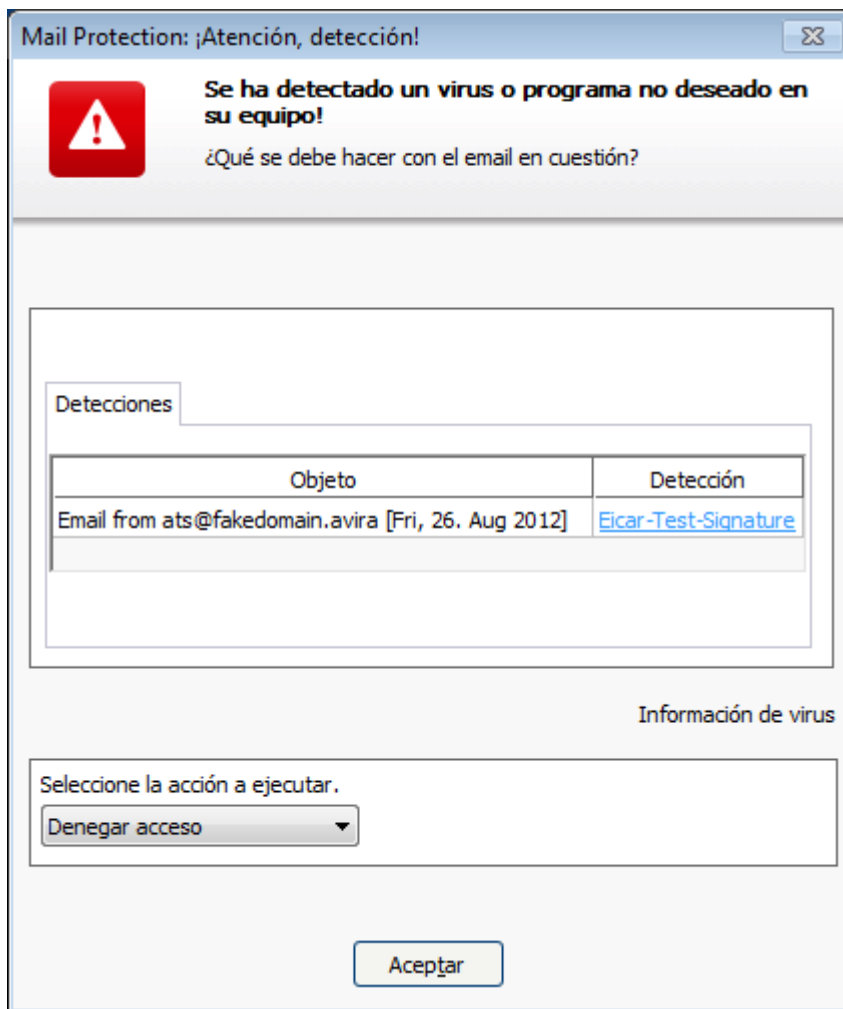 Mail Protection: ¡Atención, detección!
Se ha detectado un virus o programa no deseado en
su equipo!
¿Qué se debe hacer con el email en cuestión?
Detecciones
Objeto Detección
Email from ats@fakedomain.avira [Fri, 26. Aug 2012] Eicar-Test-Signature
Información de virus
Seleccione la acción a ejecutar.
Denegar acceso
Aceptar